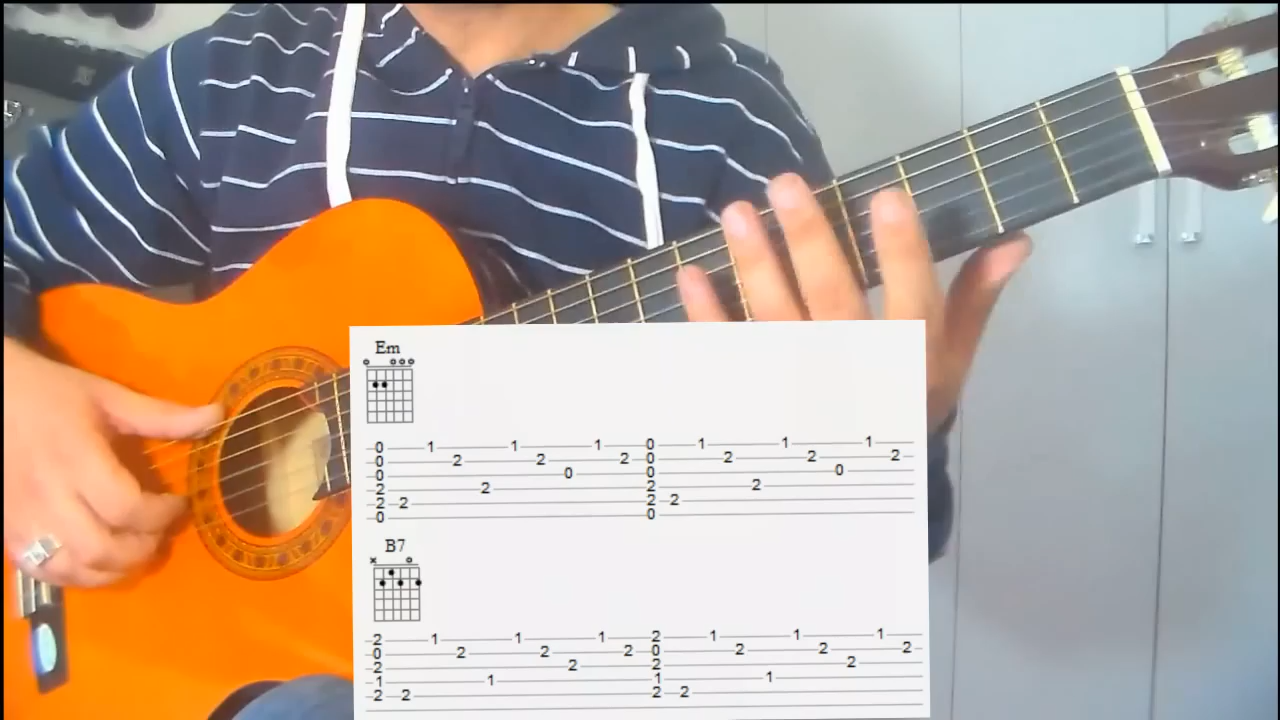 Em
0 1 1 1 0 1 1 1
0 2 2 2 0 2 2 2
0 0 0 0
2 2 2 2
2 2 2 2
0 0
B7
x
2 1 1 1 2 1 1 1
0 2 2 2 0 2 2 2
2 2 2 2
1 1 1 1
2 2 2 2